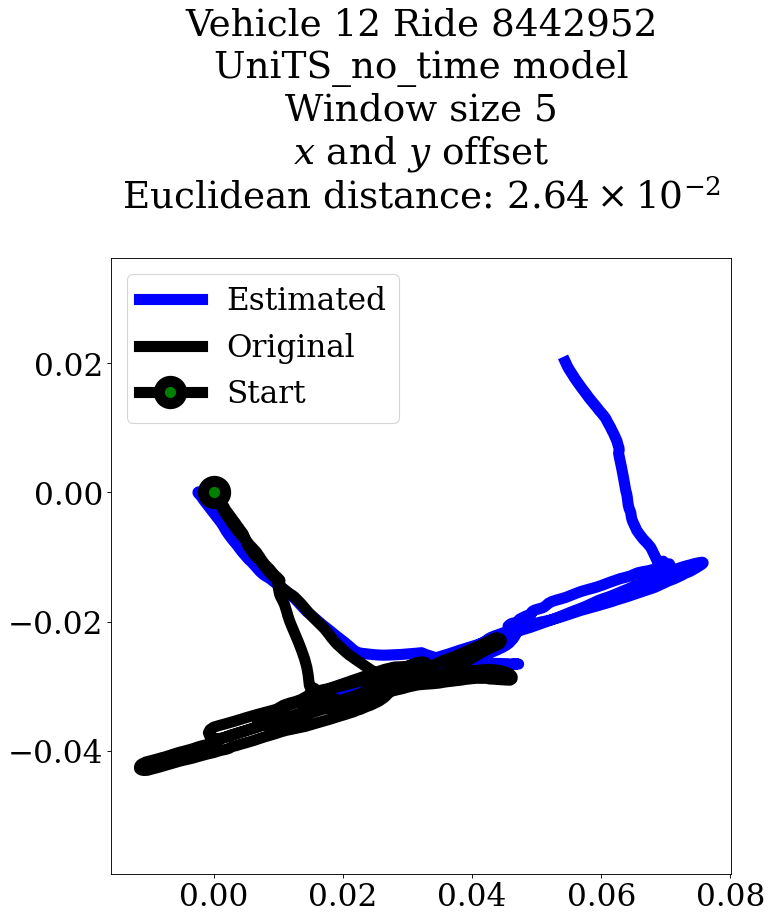 Vehicle 12 Ride 8442952
UniTS_no_time model
Window size 5
x and y offset
Euclidean distance: 2.64 × 10⁻²
Estimated
Original
Start
0.02
0.00
−0.02
−0.04
0.00 0.02 0.04 0.06 0.08